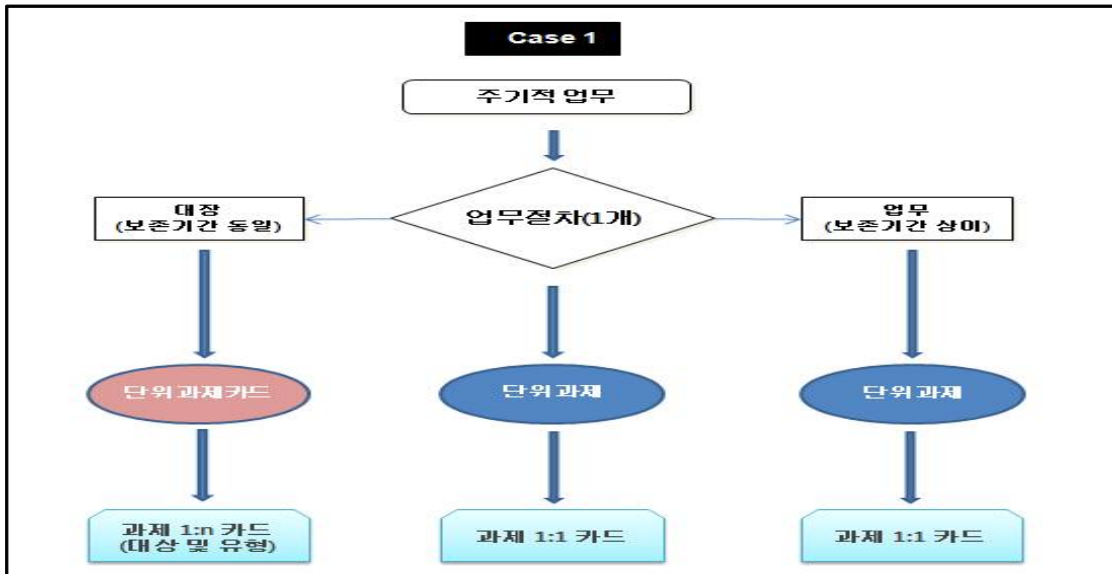 Case 1
주기적 업무
대장
(보존기간 동일)
업무절차(1개)
업무
(보존기간 상이)
단위과제카드
단위과제
단위과제
과제 1:n 카드
(대상 및 유형)
과제 1:1 카드
과제 1:1 카드